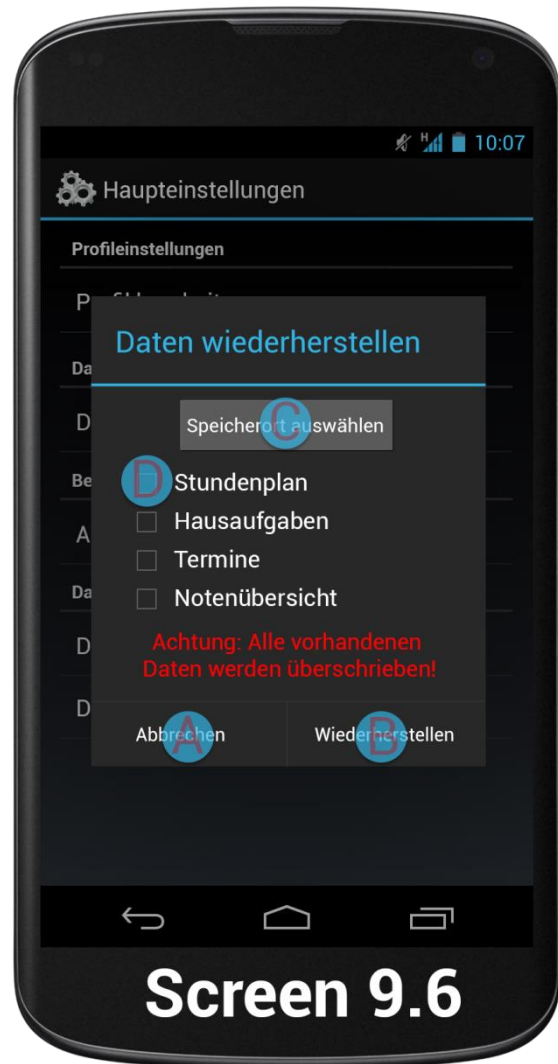 H 10:07
Haupteinstellungen
Profileinstellungen
Daten wiederherstellen
C
Speicherort auswählen
D
Stundenplan
Hausaufgaben
Termine
Notenübersicht
Achtung: Alle vorhandenen
Daten werden überschrieben!
A B
Abbrechen Wiederherstellen
Screen 9.6